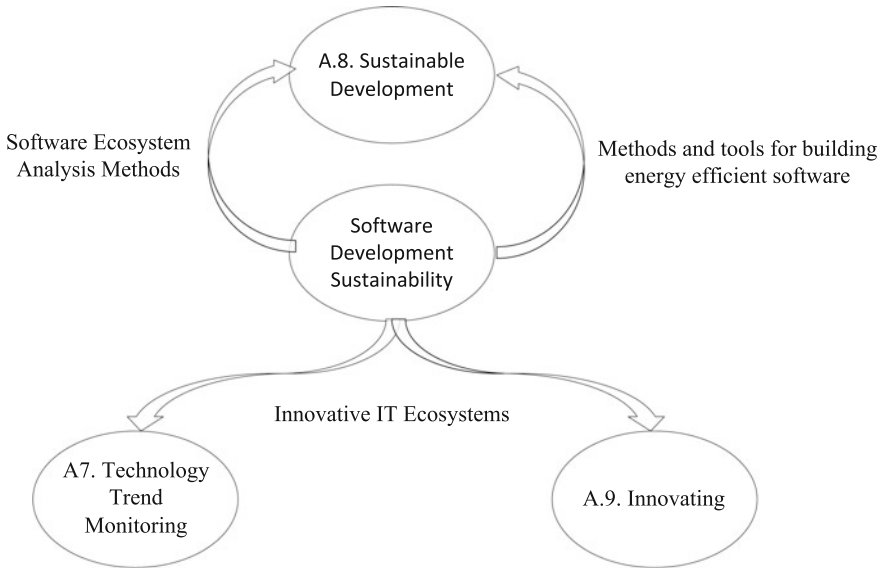 A.8. Sustainable
Development
Software Ecosystem
Analysis Methods
Methods and tools for building
energy efficient software
Software
Development
Sustainability
Innovative IT Ecosystems
A7. Technology
Trend
Monitoring
A.9. Innovating